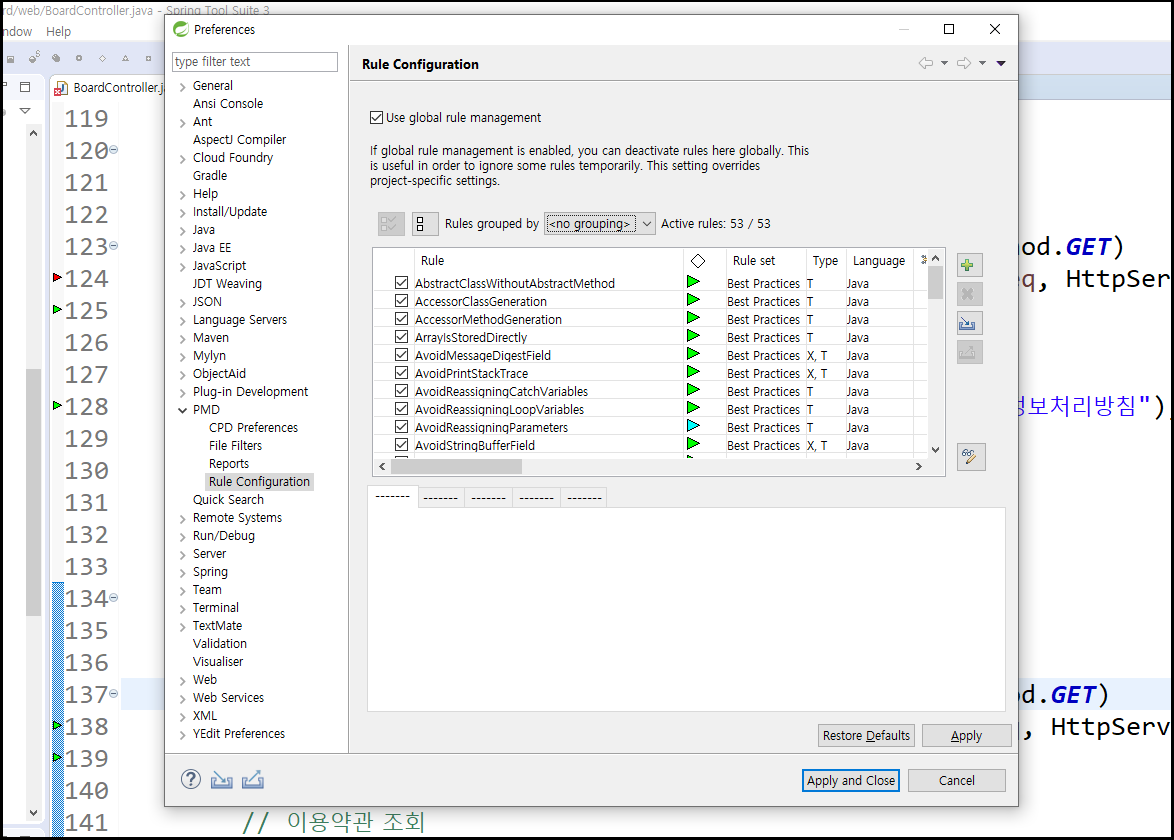 rd/web/BoardController.java - Spring Tool Suite 3
ndow Help
BoardController.j
119
120
121
122
123
124
125
126
127
128
129
130
131
132
133
134
135
136
137
138
139
140
141
Preferences
type filter text
General
Ansi Console
Ant
AspectJ Compiler
Cloud Foundry
Gradle
Help
Install/Update
Java
Java EE
JavaScript
JDT Weaving
JSON
Language Servers
Maven
Mylyn
ObjectAid
Plug-in Development
PMD
CPD Preferences
File Filters
Reports
Rule Configuration
Quick Search
Remote Systems
Run/Debug
Server
Spring
Team
Terminal
TextMate
Validation
Visualiser
Web
Web Services
XML
YEdit Preferences
Rule Configuration
Use global rule management
If global rule management is enabled, you can deactivate rules here globally. This
is useful in order to ignore some rules temporarily. This setting overrides
project-specific settings.
Rules grouped by <no grouping> Active rules: 53 / 53
Rule Rule set Type Language
AbstractClassWithoutAbstractMethod Best Practices T Java
AccessorClassGeneration Best Practices T Java
AccessorMethodGeneration Best Practices T Java
ArrayIsStoredDirectly Best Practices T Java
AvoidMessageDigestField Best Practices X, T Java
AvoidPrintStackTrace Best Practices X, T Java
AvoidReassigningCatchVariables Best Practices T Java
AvoidReassigningLoopVariables Best Practices T Java
AvoidReassigningParameters Best Practices T Java
AvoidStringBufferField Best Practices X, T Java
------- ------- ------- ------- -------
Restore Defaults Apply
Apply and Close Cancel
od.GET)
eq, HttpSer
정보처리방침")
od.GET)
, HttpServ
// 이용약관 조회